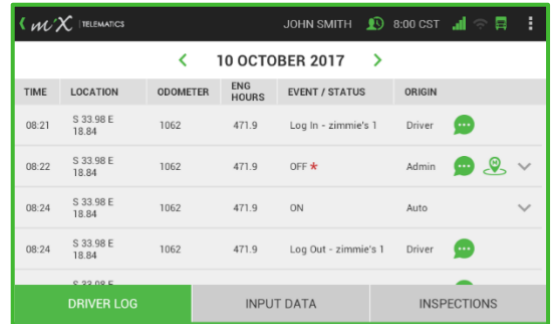 miX TELEMATICS JOHN SMITH 8:00 CST
10 OCTOBER 2017
TIME LOCATION ODOMETER ENG HOURS EVENT / STATUS ORIGIN
08:21 S 33.98 E 18.84 1062 471.9 Log In - zimmie's 1 Driver
08:22 S 33.98 E 18.84 1062 471.9 OFF * Admin M
08:24 S 33.98 E 18.84 1062 471.9 ON Auto
08:24 S 33.98 E 18.84 1062 471.9 Log Out - zimmie's 1 Driver
DRIVER LOG INPUT DATA INSPECTIONS